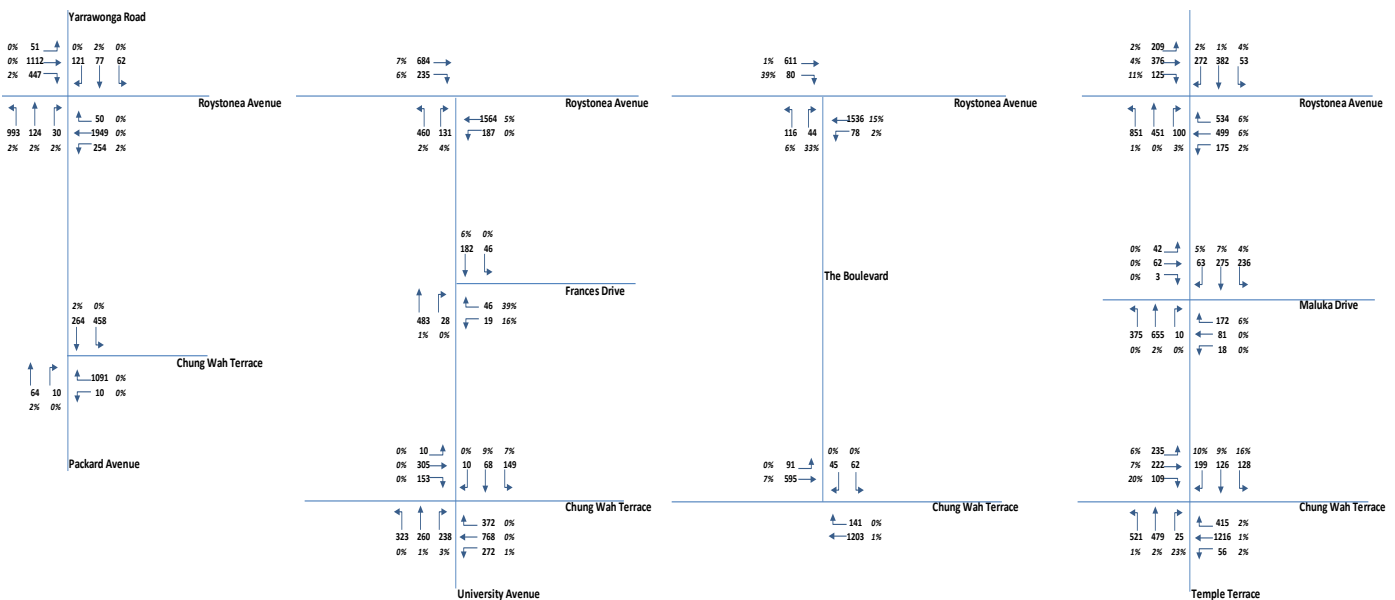 Yarrawonga Road
0% 51 0% 2% 0%
0% 1112 121 77 62
2% 447
Roystonea Avenue
50 0%
993 124 30 1949 0%
2% 2% 2% 254 2%
2% 0%
264 458
Chung Wah Terrace
1091 0%
64 10 10 0%
2% 0%
Packard Avenue
7% 684
6% 235
Roystonea Avenue
1564 5%
460 131 187 0%
2% 4%
6% 0%
182 46
Frances Drive
46 39%
483 28 19 16%
1% 0%
0% 10 0% 9% 7%
0% 305 10 68 149
0% 153
Chung Wah Terrace
372 0%
323 260 238 768 0%
0% 1% 3% 272 1%
University Avenue
1% 611
39% 80
Roystonea Avenue
1536 15%
116 44 78 2%
6% 33%
The Boulevard
0% 0%
0% 91 45 62
7% 595
Chung Wah Terrace
141 0%
1203 1%
2% 209 2% 1% 4%
4% 376 272 382 53
11% 125
Roystonea Avenue
534 6%
851 451 100 499 6%
1% 0% 3% 175 2%
0% 42 5% 7% 4%
0% 62 63 275 236
0% 3
Maluka Drive
172 6%
375 655 10 81 0%
0% 2% 0% 18 0%
6% 235 10% 9% 16%
7% 222 199 126 128
20% 109
Chung Wah Terrace
415 2%
521 479 25 1216 1%
1% 2% 23% 56 2%
Temple Terrace